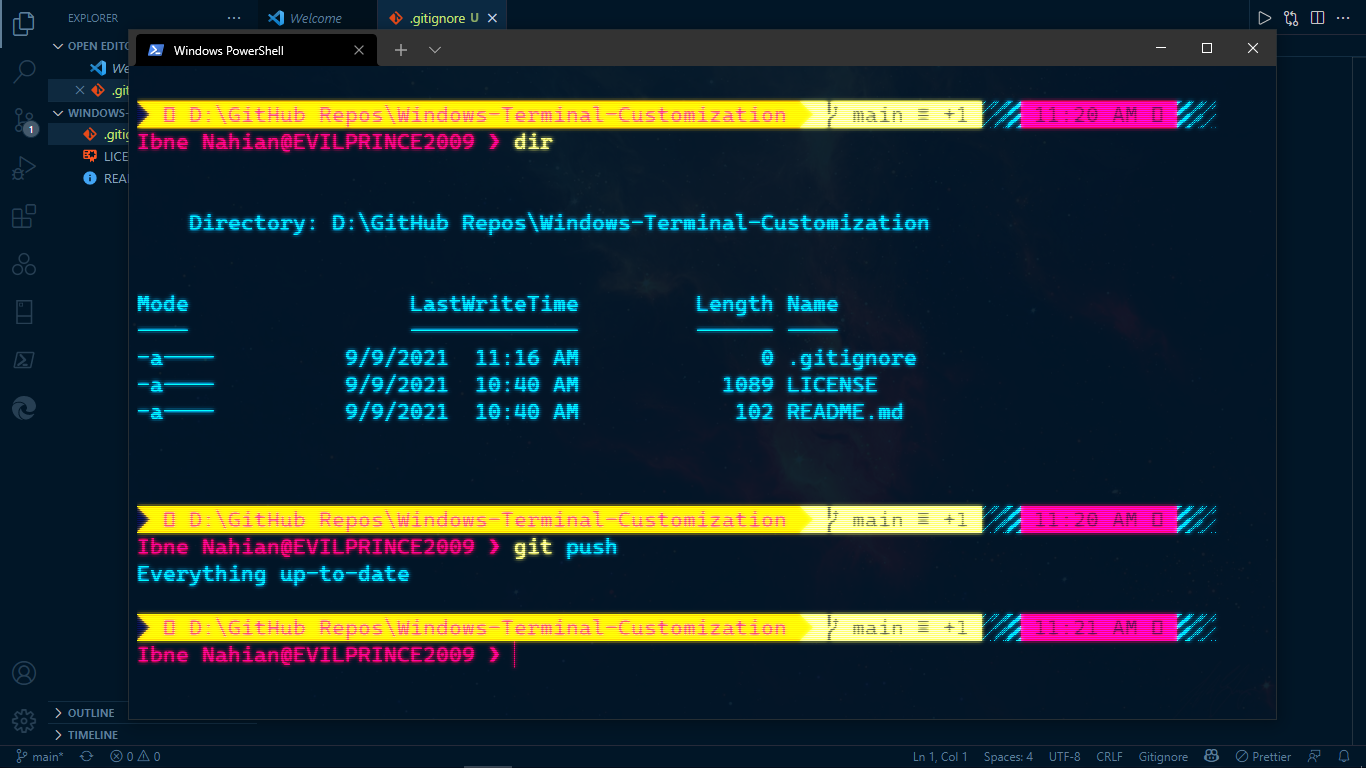 EXPLORER
Welcome
.gitignore U
Windows PowerShell
OPEN EDITO
We
.git
WINDOWS-
.gitig
LICE
REA
1
D:\GitHub Repos\Windows-Terminal-Customization main ≡ +1 11:20 AM
Ibne Nahian@EVILPRINCE2009 ❯ dir
Directory: D:\GitHub Repos\Windows-Terminal-Customization
Mode LastWriteTime Length Name
---- ------------- ------ ----
-a---- 9/9/2021 11:16 AM 0 .gitignore
-a---- 9/9/2021 10:40 AM 1089 LICENSE
-a---- 9/9/2021 10:40 AM 102 README.md
D:\GitHub Repos\Windows-Terminal-Customization main ≡ +1 11:20 AM
Ibne Nahian@EVILPRINCE2009 ❯ git push
Everything up-to-date
D:\GitHub Repos\Windows-Terminal-Customization main ≡ +1 11:21 AM
Ibne Nahian@EVILPRINCE2009 ❯
OUTLINE
TIMELINE
main* 0 0 Ln 1, Col 1 Spaces: 4 UTF-8 CRLF Gitignore Prettier